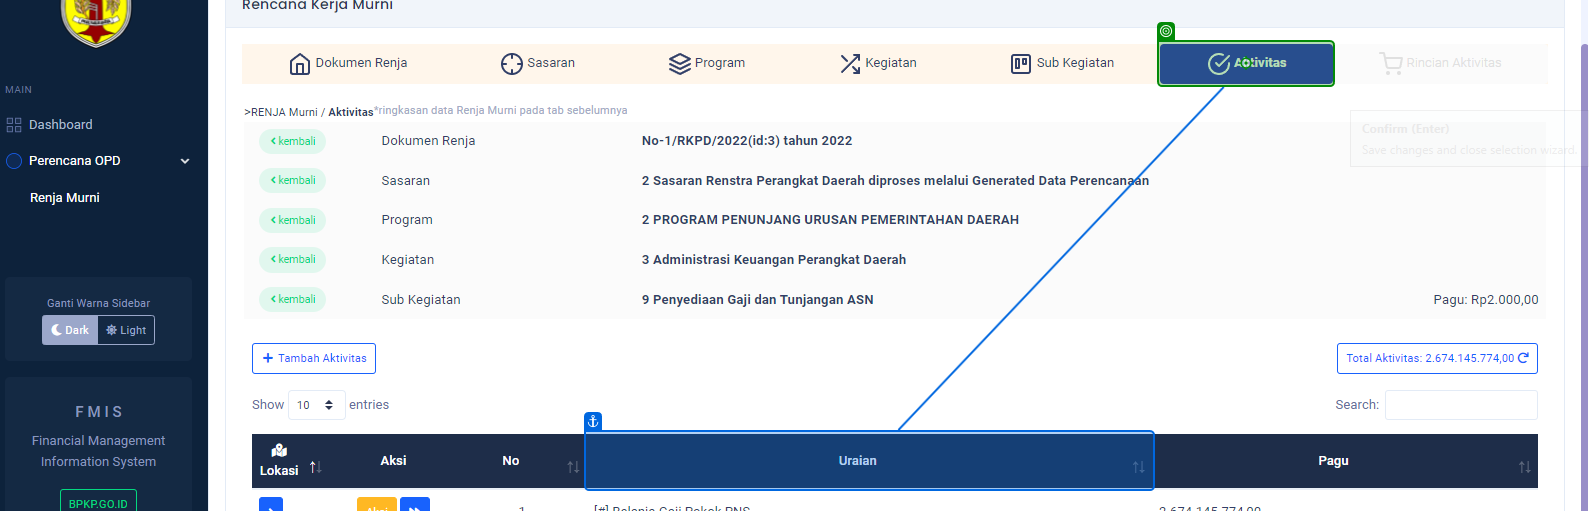 Rencana Kerja Murni
Dokumen Renja
Sasaran
Program
Kegiatan
Sub Kegiatan
Aktivitas
Rincian Aktivitas
MAIN
Dashboard
Perencana OPD
Renja Murni
>RENJA Murni / Aktivitas*ringkasan data Renja Murni pada tab sebelumnya
Confirm (Enter)
Save changes and close selection wizard.
kembali Dokumen Renja No-1/RKPD/2022(id:3) tahun 2022
kembali Sasaran 2 Sasaran Renstra Perangkat Daerah diproses melalui Generated Data Perencanaan
kembali Program 2 PROGRAM PENUNJANG URUSAN PEMERINTAHAN DAERAH
kembali Kegiatan 3 Administrasi Keuangan Perangkat Daerah
kembali Sub Kegiatan 9 Penyediaan Gaji dan Tunjangan ASN Pagu: Rp2.000,00
Ganti Warna Sidebar
Dark Light
FMIS
Financial Management
Information System
BPKP.GO.ID
+ Tambah Aktivitas
Total Aktivitas: 2.674.145.774,00
Show 10 entries
Search:
Lokasi Aksi No Uraian Pagu
Aksi 1 [#] Belanja Gaji Pokok PNS 2.674.145.774,00